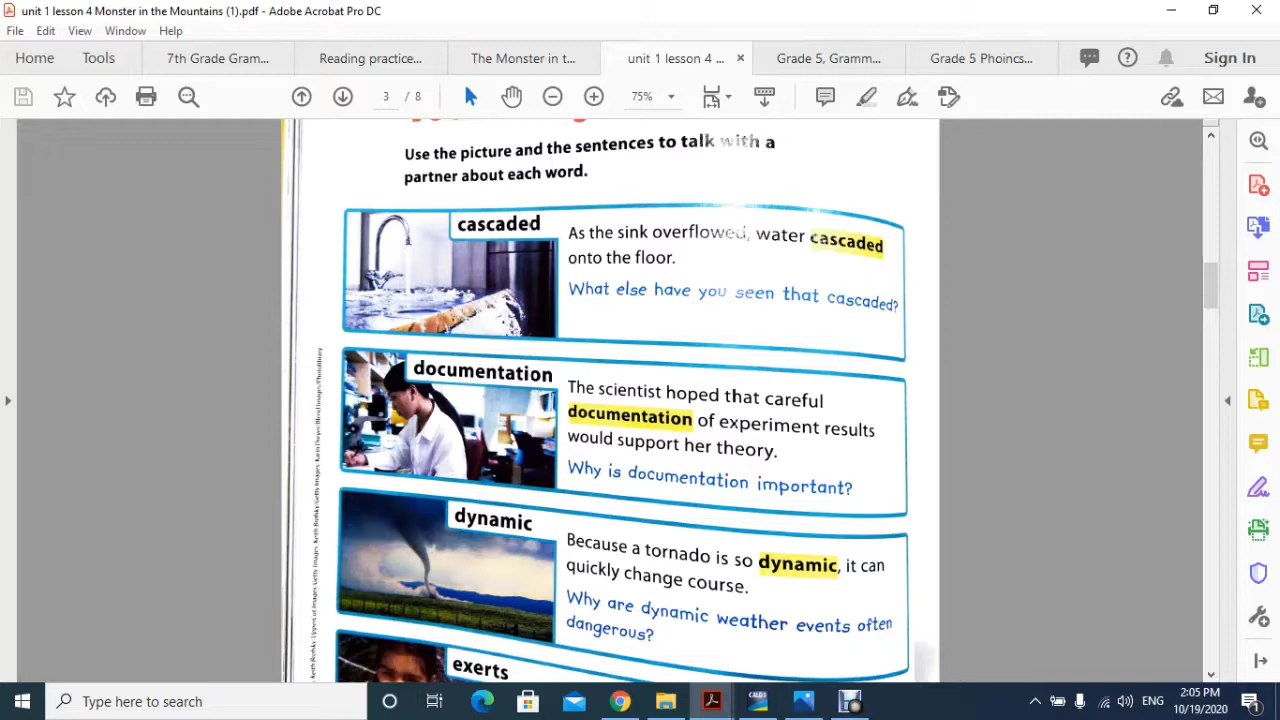 unit 1 lesson 4 Monster in the Mountains (1).pdf - Adobe Acrobat Pro DC
File Edit View Window Help
Home Tools 7th Grade Gram... Reading practice... The Monster in t... unit 1 lesson 4 ... × Grade 5, Gramm... Grade 5 Phoincs... Sign In
3 / 8 75%
Use the picture and the sentences to talk with a
partner about each word.
cascaded
As the sink overflowed, water cascaded
onto the floor.
What else have you seen that cascaded?
documentation
The scientist hoped that careful
documentation of experiment results
would support her theory.
Why is documentation important?
dynamic
Because a tornado is so dynamic, it can
quickly change course.
Why are dynamic weather events often
dangerous?
exerts
Type here to search
ENG
2:05 PM
10/19/2020